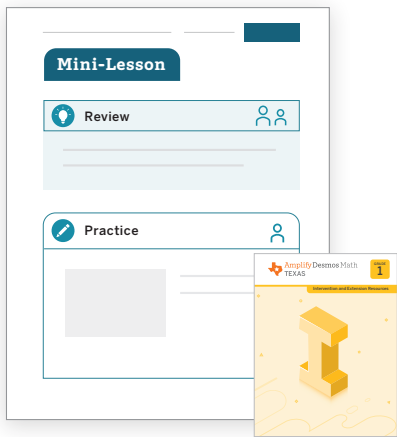 Mini-Lesson
Review
Practice
Amplify Desmos Math
TEXAS
GRADE
1
Intervention and Extension Resources